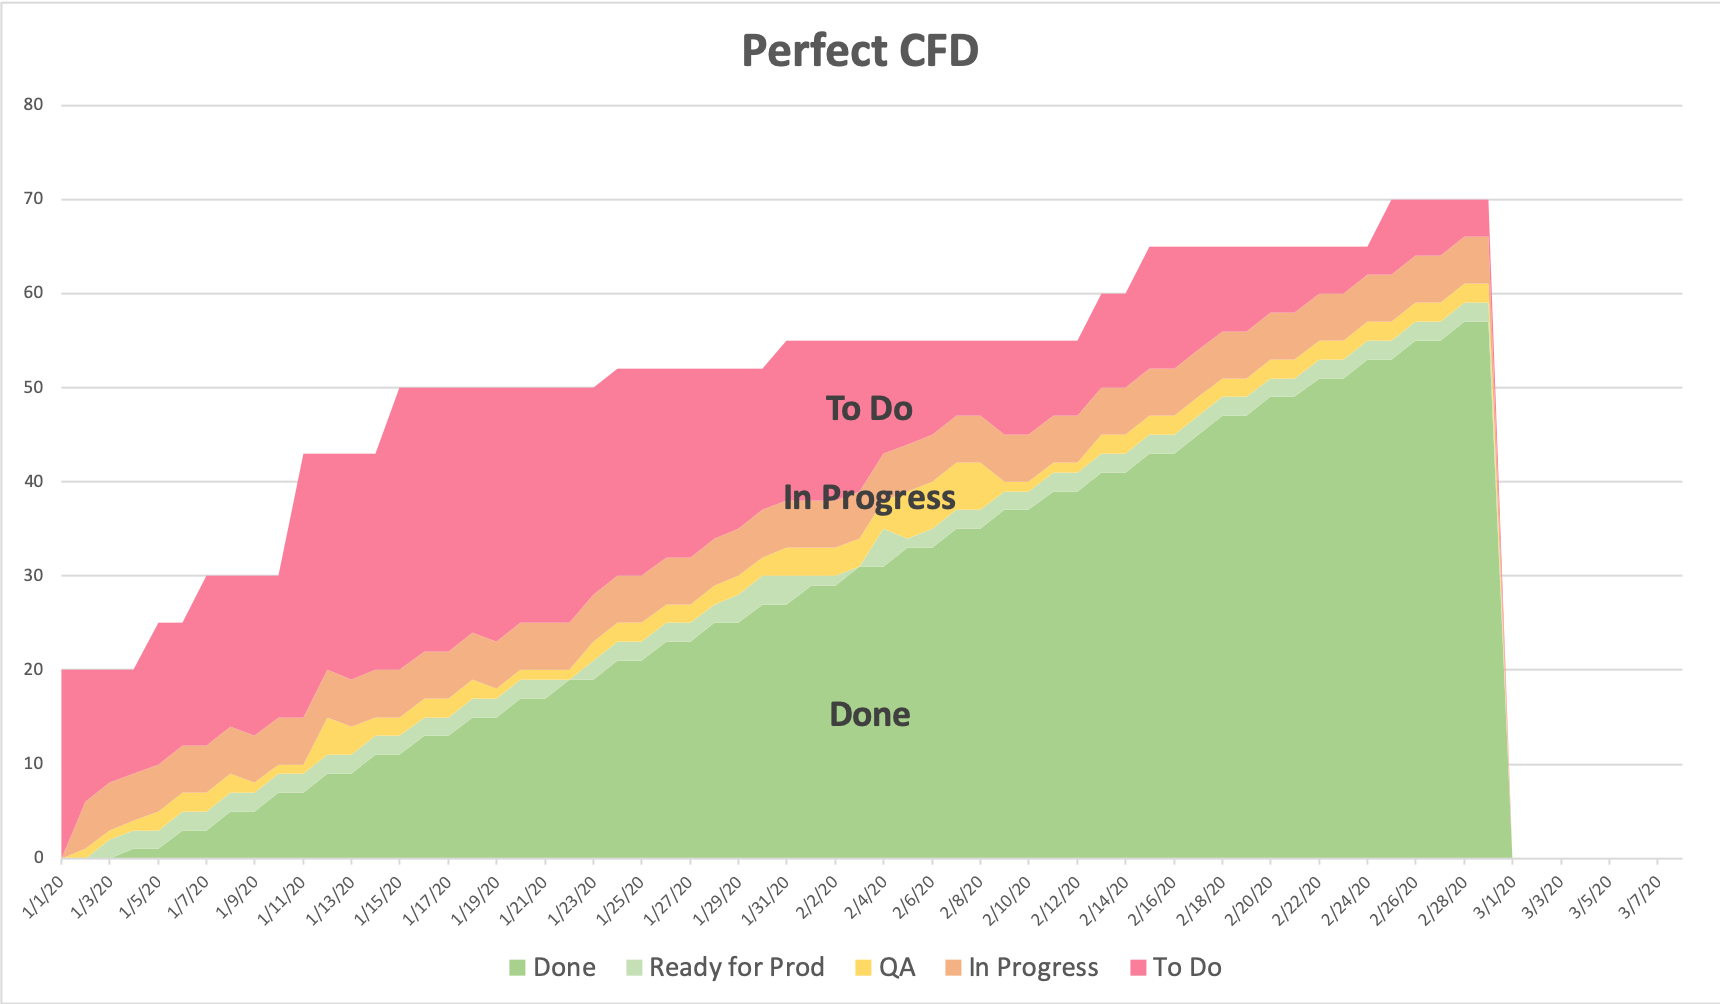 Perfect CFD
80
70
60
50
40
30
20
10
0
To Do
In Progress
Done
1/1/20 1/3/20 1/5/20 1/7/20 1/9/20 1/11/20 1/13/20 1/15/20 1/17/20 1/19/20 1/21/20 1/23/20 1/25/20 1/27/20 1/29/20 1/31/20 2/2/20 2/4/20 2/6/20 2/8/20 2/10/20 2/12/20 2/14/20 2/16/20 2/18/20 2/20/20 2/22/20 2/24/20 2/26/20 2/28/20 3/1/20 3/3/20 3/5/20 3/7/20
Done Ready for Prod QA In Progress To Do